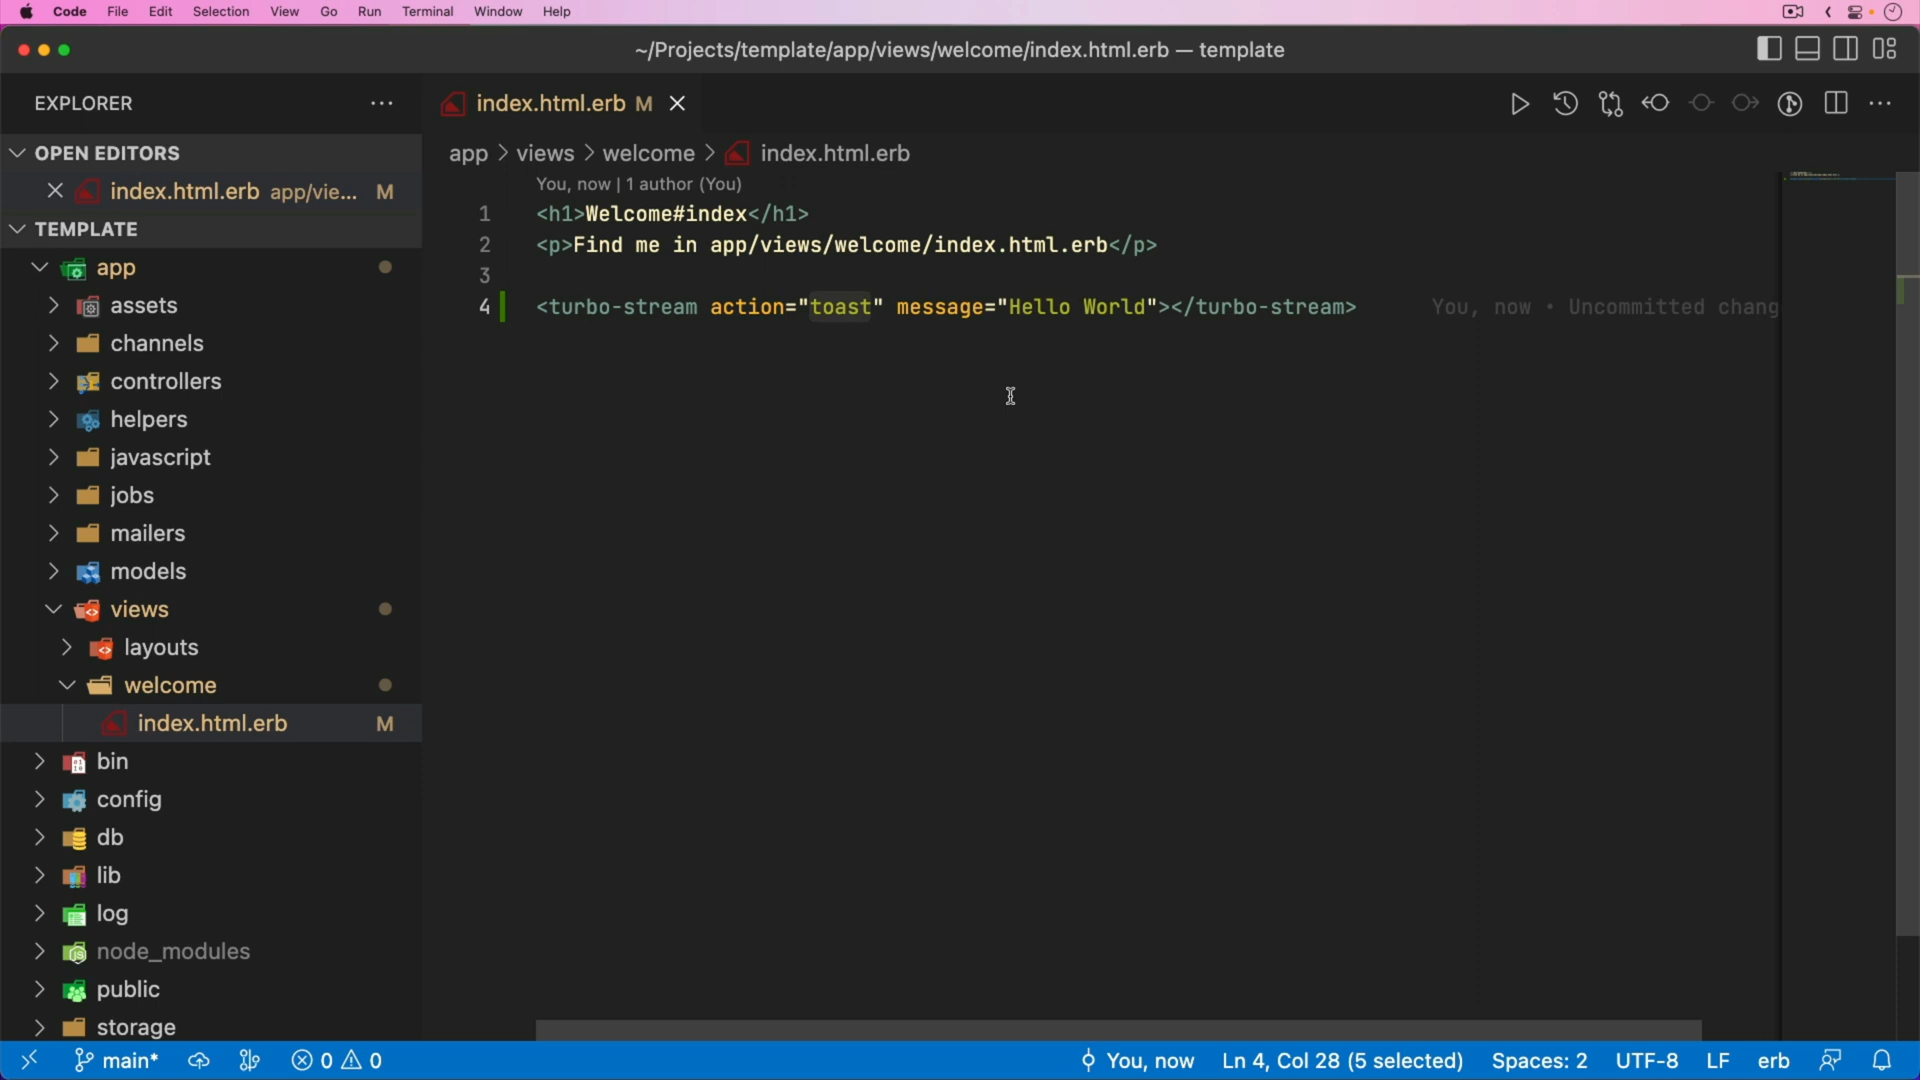 Code File Edit Selection View Go Run Terminal Window Help
~/Projects/template/app/views/welcome/index.html.erb — template
EXPLORER
index.html.erb M
OPEN EDITORS
app > views > welcome > index.html.erb
index.html.erb app/vie... M
You, now | 1 author (You)
TEMPLATE
1 <h1>Welcome#index</h1>
2 <p>Find me in app/views/welcome/index.html.erb</p>
3
4 <turbo-stream action="toast" message="Hello World"></turbo-stream> You, now • Uncommitted chang
app
assets
channels
controllers
helpers
javascript
jobs
mailers
models
views
layouts
welcome
index.html.erb M
bin
config
db
lib
log
node_modules
public
storage
main* 0 0 You, now Ln 4, Col 28 (5 selected) Spaces: 2 UTF-8 LF erb